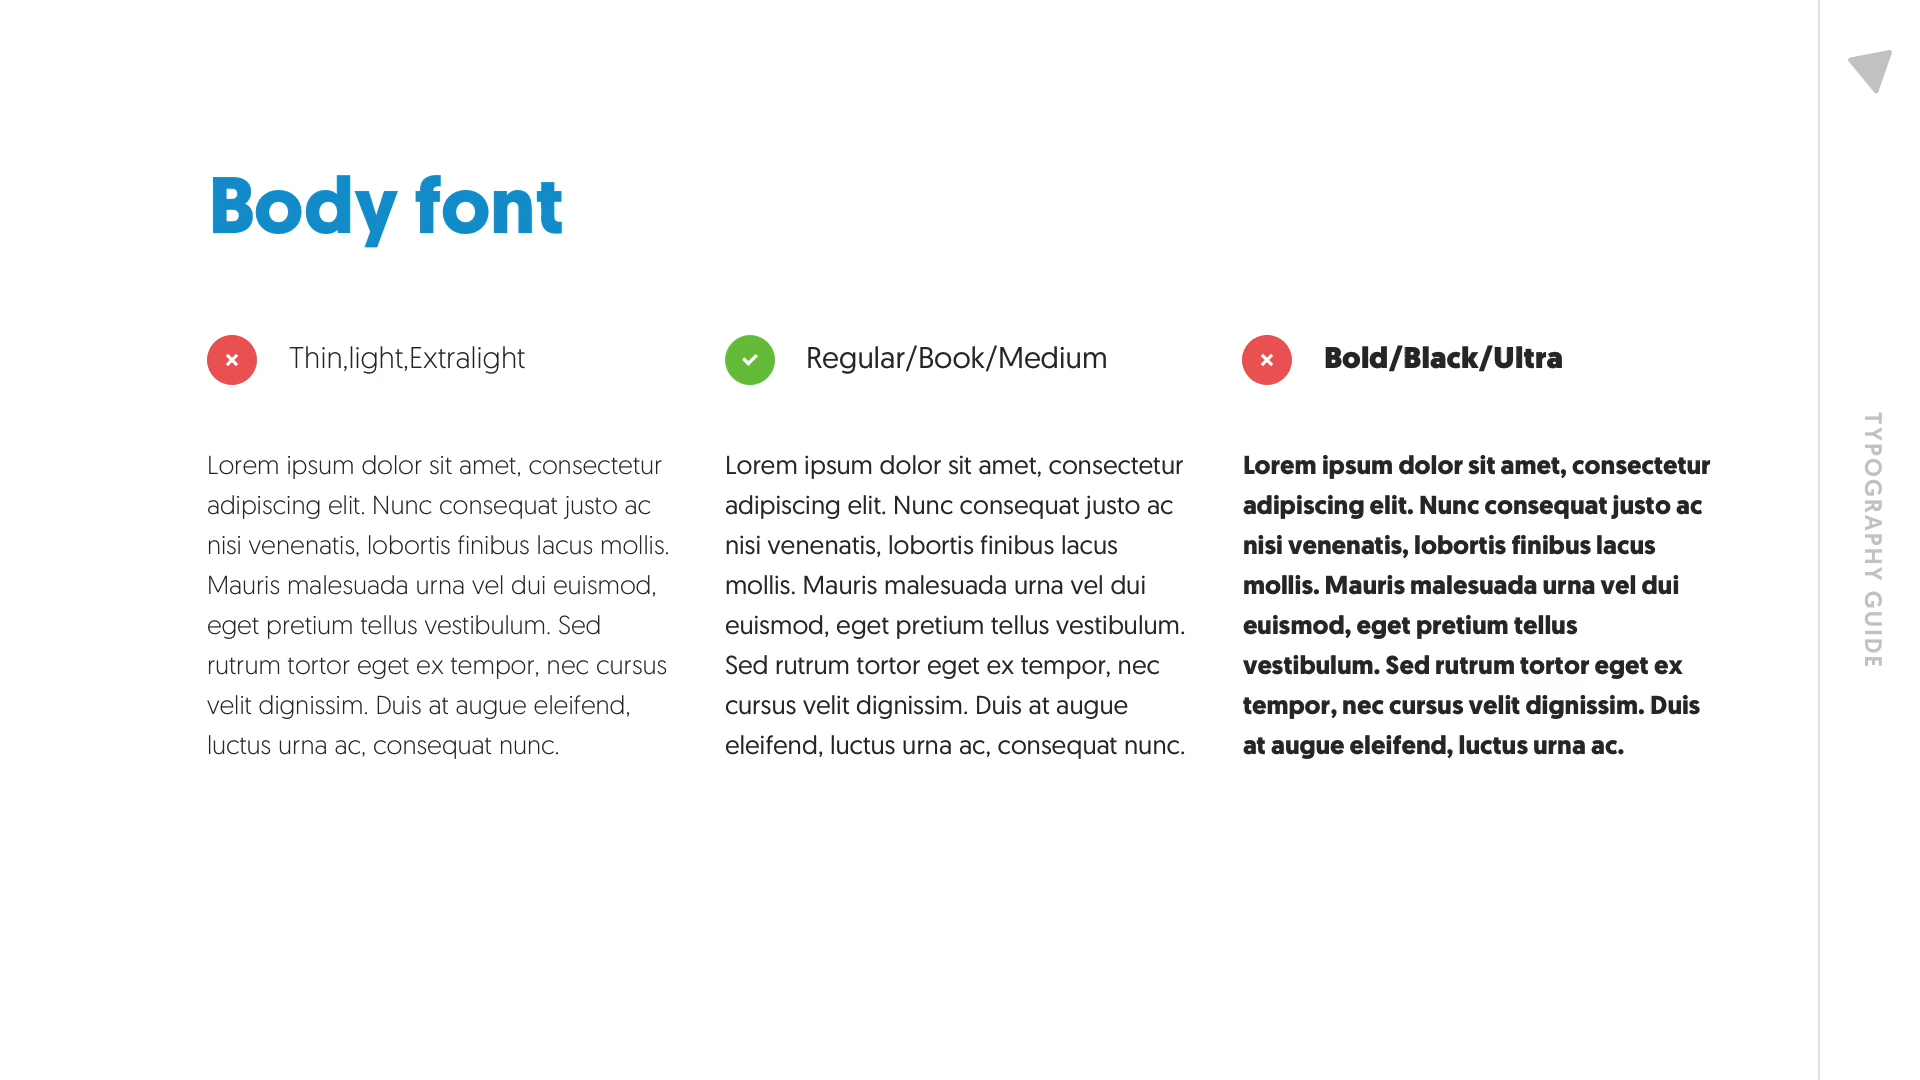 Body font
Thin,light,Extralight
Lorem ipsum dolor sit amet, consectetur
adipiscing elit. Nunc consequat justo ac
nisi venenatis, lobortis finibus lacus mollis.
Mauris malesuada urna vel dui euismod,
eget pretium tellus vestibulum. Sed
rutrum tortor eget ex tempor, nec cursus
velit dignissim. Duis at augue eleifend,
luctus urna ac, consequat nunc.
Regular/Book/Medium
Lorem ipsum dolor sit amet, consectetur
adipiscing elit. Nunc consequat justo ac
nisi venenatis, lobortis finibus lacus
mollis. Mauris malesuada urna vel dui
euismod, eget pretium tellus vestibulum.
Sed rutrum tortor eget ex tempor, nec
cursus velit dignissim. Duis at augue
eleifend, luctus urna ac, consequat nunc.
Bold/Black/Ultra
Lorem ipsum dolor sit amet, consectetur
adipiscing elit. Nunc consequat justo ac
nisi venenatis, lobortis finibus lacus
mollis. Mauris malesuada urna vel dui
euismod, eget pretium tellus
vestibulum. Sed rutrum tortor eget ex
tempor, nec cursus velit dignissim. Duis
at augue eleifend, luctus urna ac.
TYPOGRAPHY GUIDE